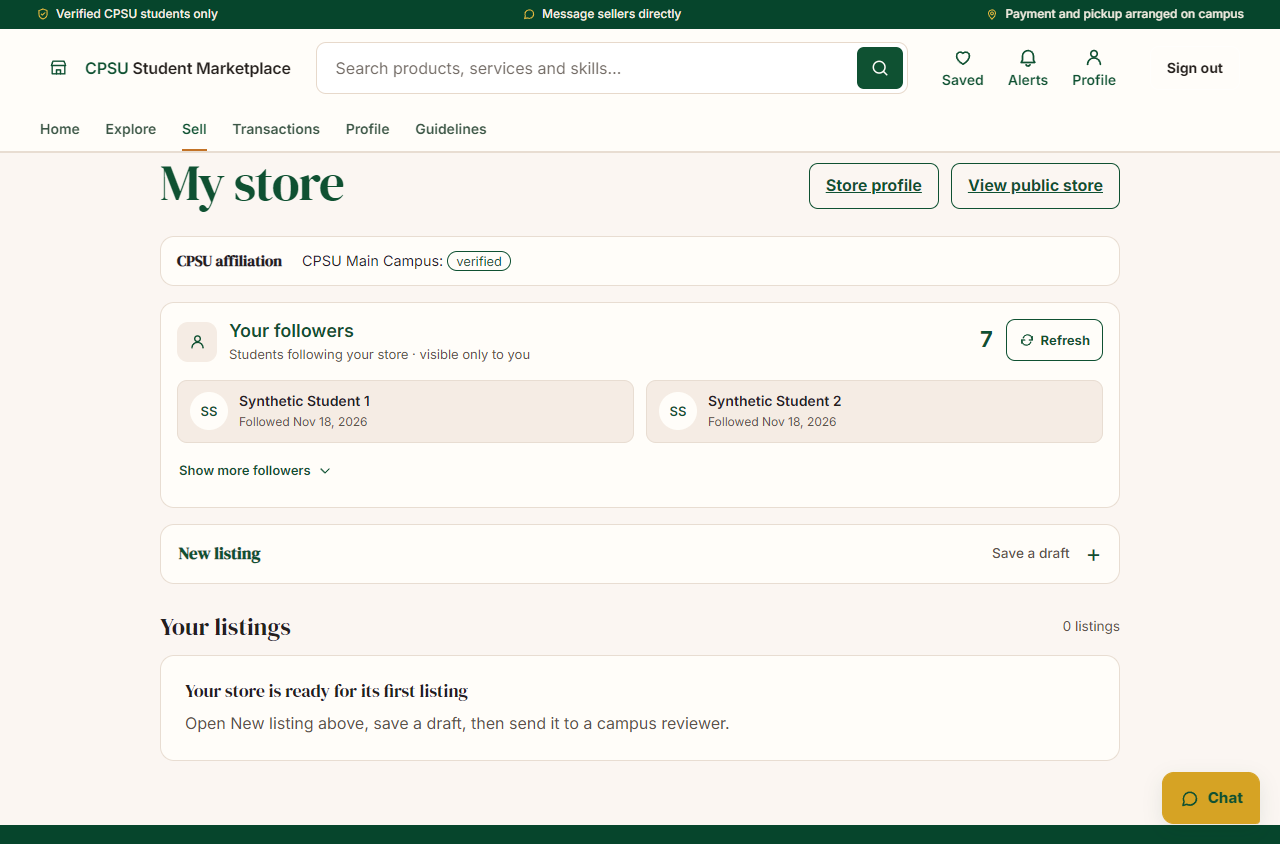 Verified CPSU students only
Message sellers directly
Payment and pickup arranged on campus
CPSU Student Marketplace
Search products, services and skills...
Saved
Alerts
Profile
Sign out
Home
Explore
Sell
Transactions
Profile
Guidelines
My store
Store profile
View public store
CPSU affiliation
CPSU Main Campus: verified
Your followers
Students following your store · visible only to you
7
Refresh
SS
Synthetic Student 1
Followed Nov 18, 2026
SS
Synthetic Student 2
Followed Nov 18, 2026
Show more followers
New listing
Save a draft
+
Your listings
0 listings
Your store is ready for its first listing
Open New listing above, save a draft, then send it to a campus reviewer.
Chat